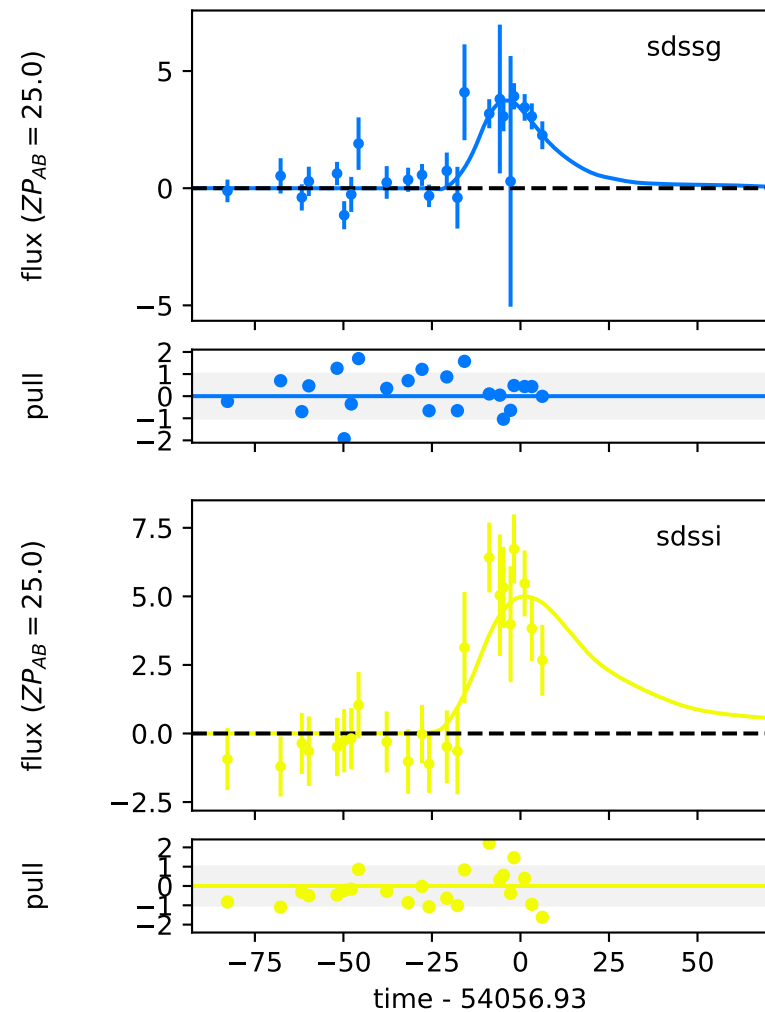 sdssg
flux (ZP_AB = 25.0)
5
0
−5
pull
2
1
0
−1
−2
sdssi
flux (ZP_AB = 25.0)
7.5
5.0
2.5
0.0
−2.5
pull
2
1
0
−1
−2
−75 −50 −25 0 25 50
time - 54056.93